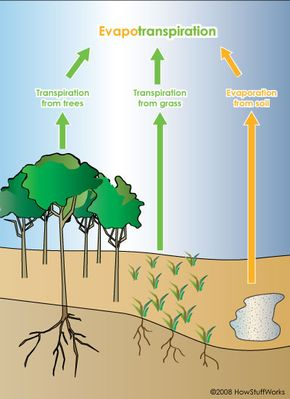 Evapotranspiration
Transpiration
from trees
Transpiration
from grass
Evaporation
from soil
©2008 HowStuffWorks